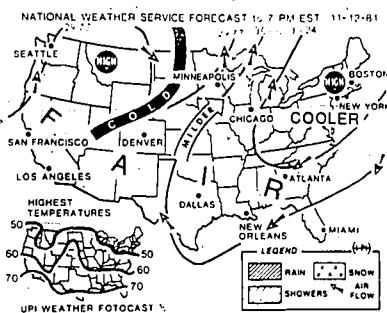 NATIONAL WEATHER SERVICE FORECAST to 7 PM EST 11-12-81
SEATTLE
HIGH
MINNEAPOLIS
HIGH
BOSTON
NEW YORK
COLD
MILDER
CHICAGO
COOLER
FAIR
SAN FRANCISCO
DENVER
LOS ANGELES
ATLANTA
DALLAS
NEW ORLEANS
MIAMI
HIGHEST TEMPERATURES
50
50
60
60
70
70
UPI WEATHER FOTOCAST
LEGEND
RAIN
SNOW
SHOWERS
AIR FLOW